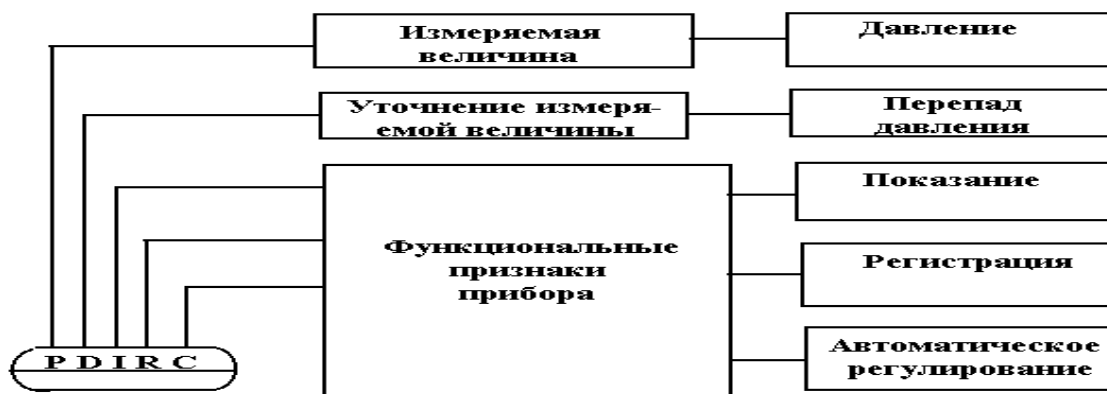 Измеряемая
величина
Давление
Уточнение измеря-
емой величины
Перепад
давления
Функциональные
признаки
прибора
Показание
Регистрация
Автоматическое
регулирование
P D I R C